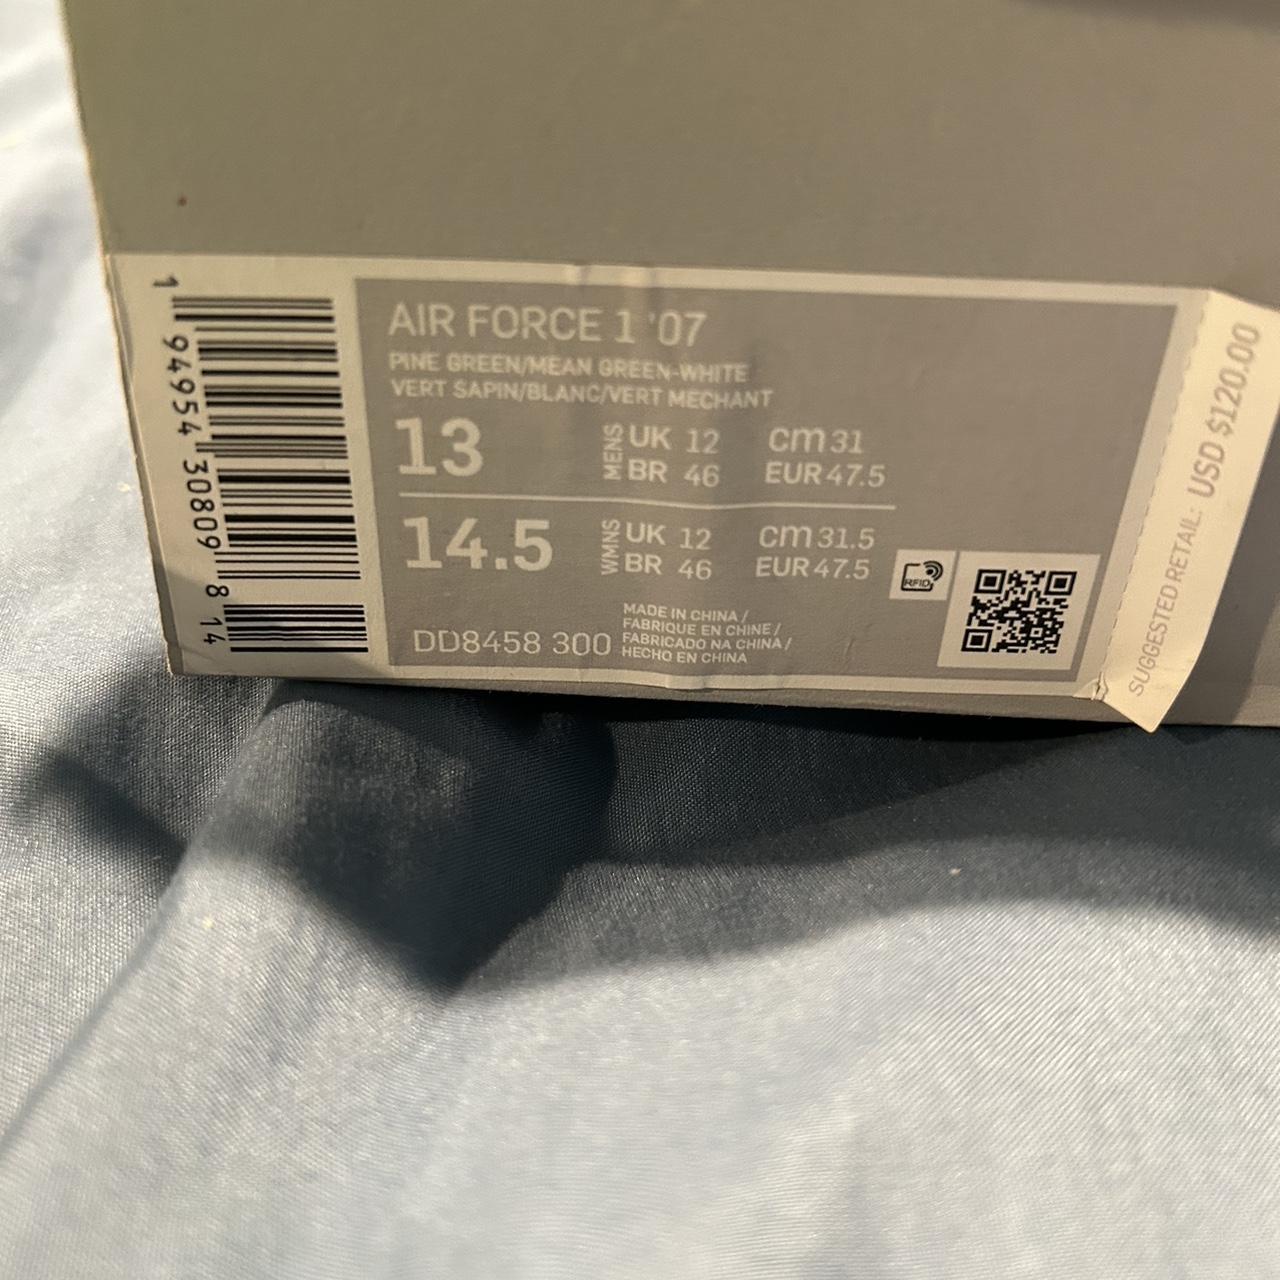 AIR FORCE 1 '07
PINE GREEN/MEAN GREEN-WHITE
VERT SAPIN/BLANC/VERT MECHANT
13 MENS UK 12 cm 31
BR 46 EUR 47.5
14.5 WMNS UK 12 cm 31.5
BR 46 EUR 47.5
RFID
DD8458 300
MADE IN CHINA /
FABRIQUE EN CHINE /
FABRICADO NA CHINA /
HECHO EN CHINA
1 94954 30809 8 14
SUGGESTED RETAIL: USD $120.00